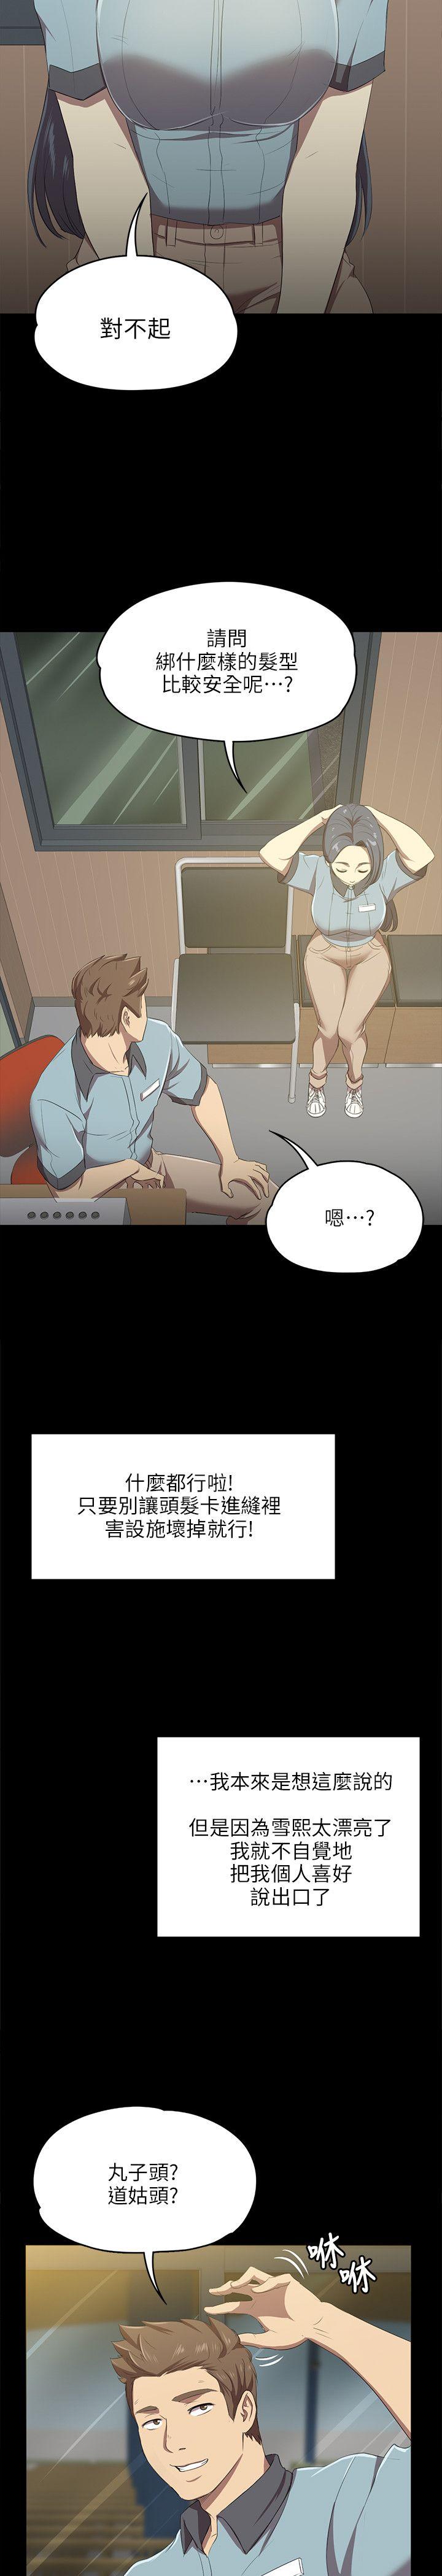 對不起
請問
綁什麼樣的髮型
比較安全呢…?
嗯…?
什麼都行啦!
只要別讓頭髮卡進縫裡
害設施壞掉就行!
…我本來是想這麼說的
但是因為雪熙太漂亮了
我就不自覺地
把我個人喜好
說出口了
丸子頭?
道姑頭?
咻
咻